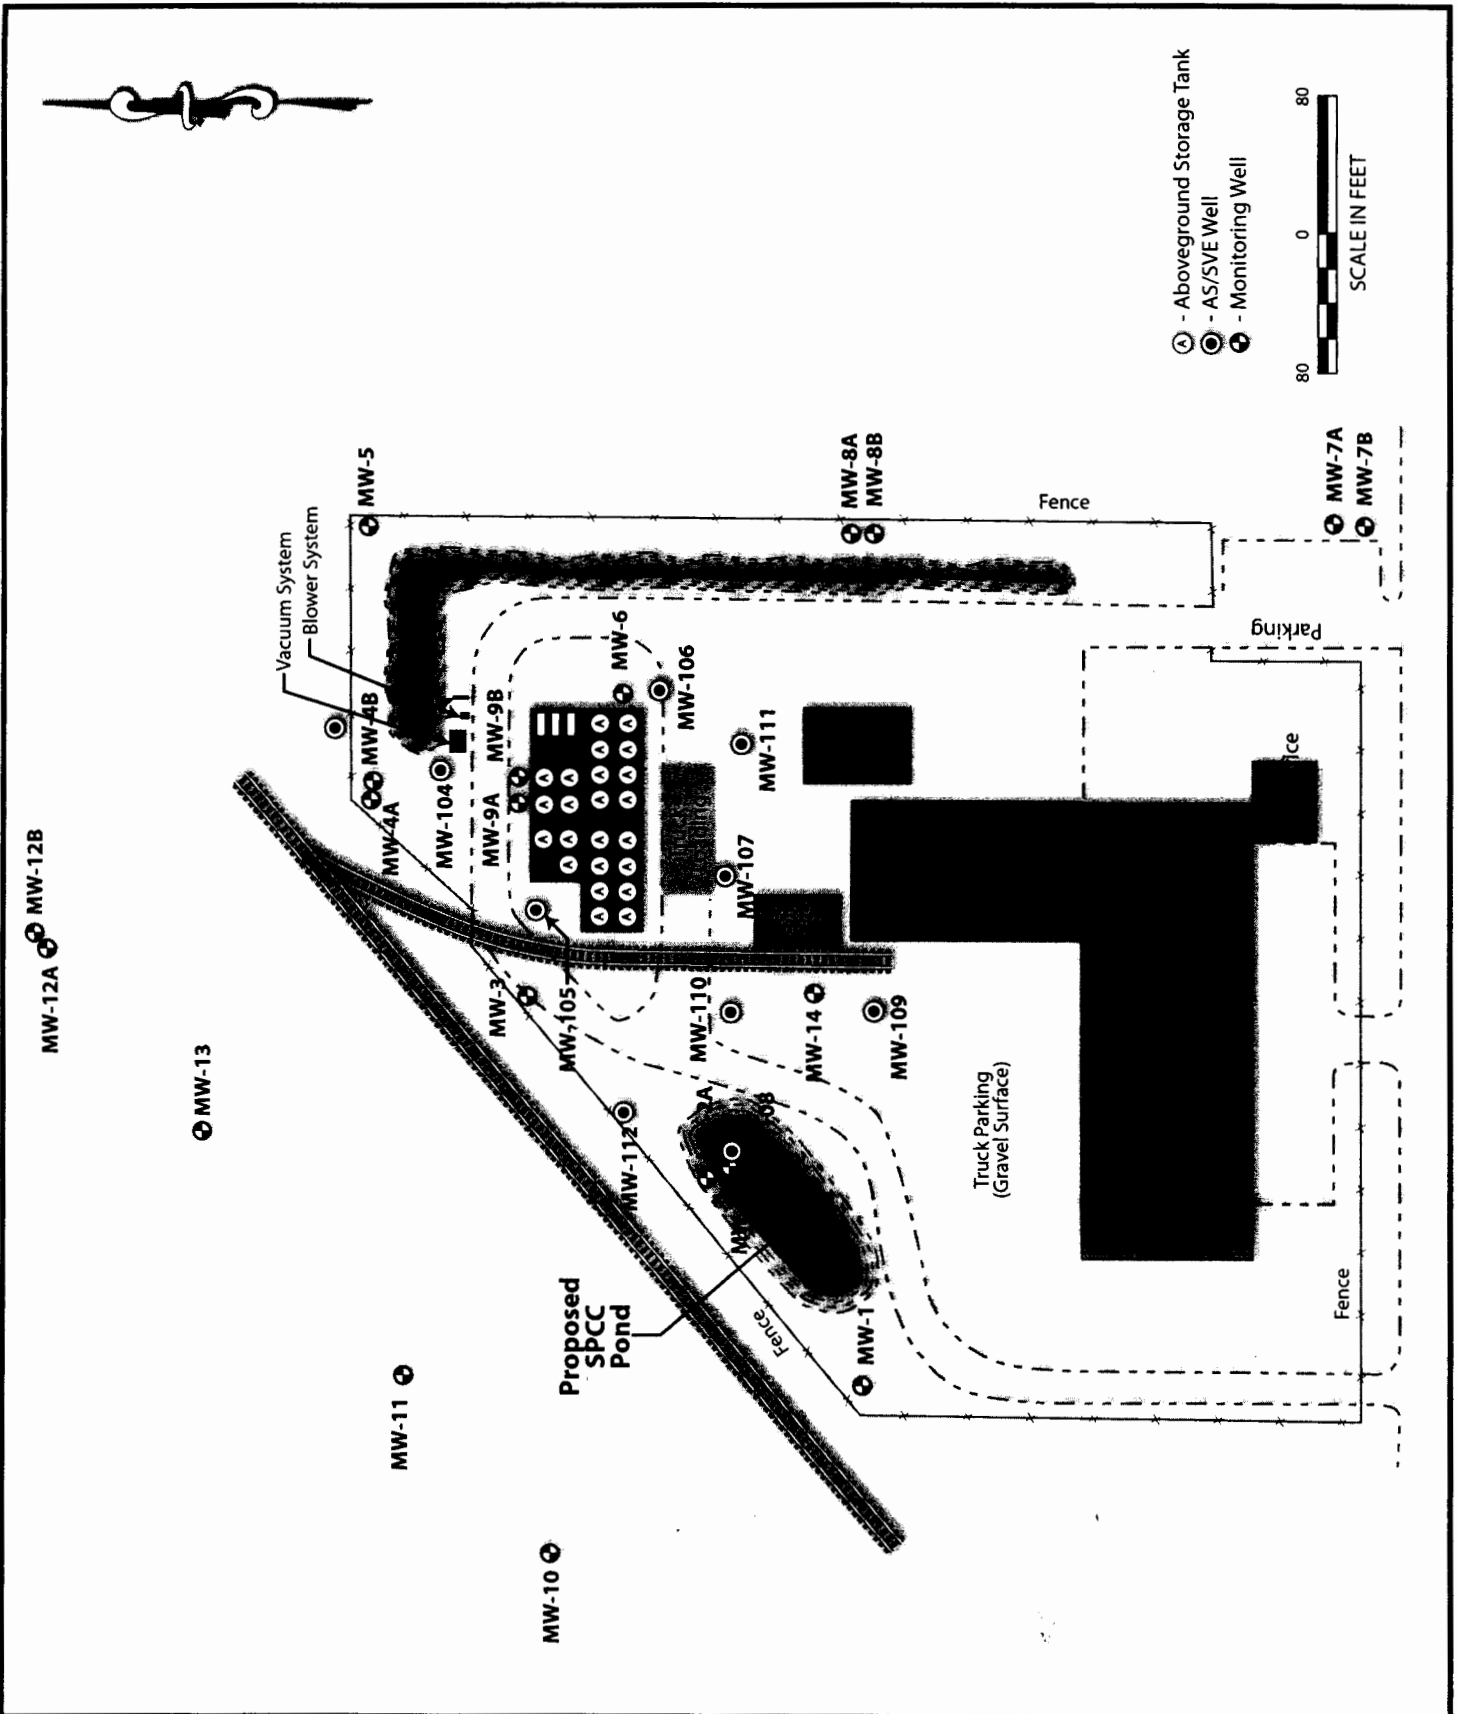 MW-12A
MW-12B
MW-13
MW-11
MW-10
MW-5
Vacuum System
Blower System
MW-4B
MW-4A
MW-104
MW-9B
MW-9A
MW-6
MW-106
MW-111
MW-107
MW-3
MW-105
MW-110
MW-14
MW-109
MW-112
MW-1
MW-8A
MW-8B
MW-7A
MW-7B
Fence
Parking
Proposed
SPCC
Pond
Fence
Truck Parking
(Gravel Surface)
Fence
A - Aboveground Storage Tank
- AS/SVE Well
- Monitoring Well
80 0 80
SCALE IN FEET